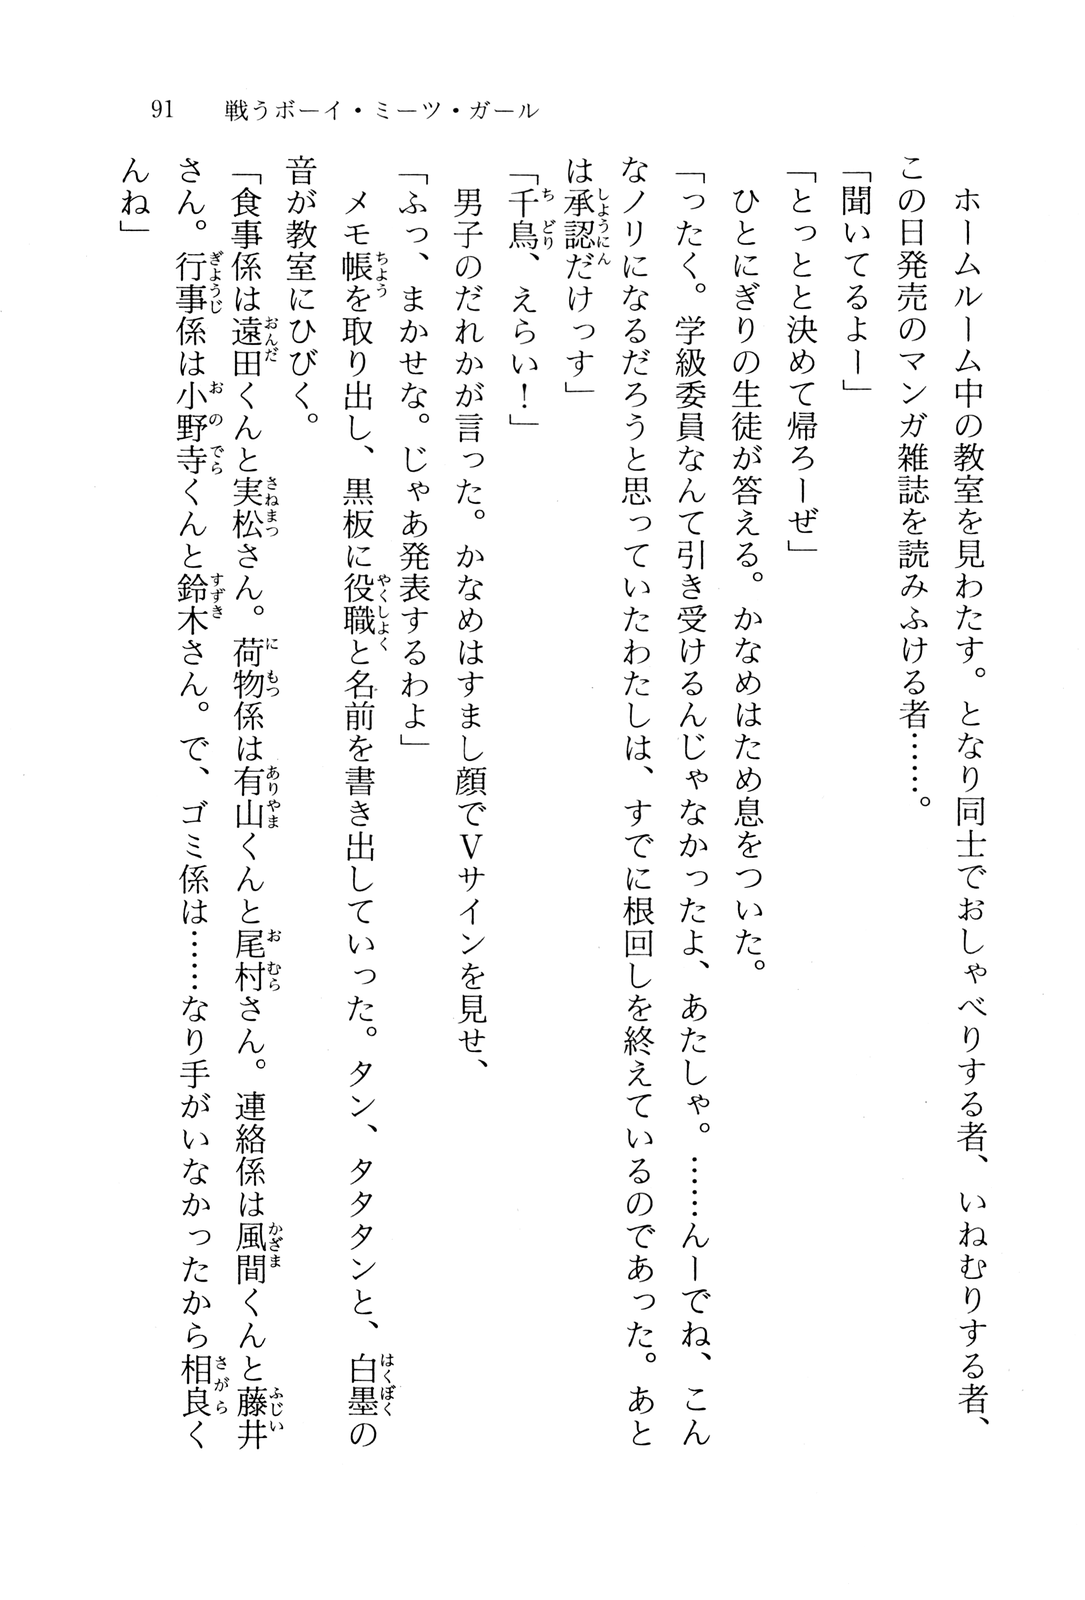 91　戦うボーイ・ミーツ・ガール
　ホームルーム中の教室を見わたす。となり同士でおしゃべりする者、いねむりする者、
この日発売のマンガ雑誌を読みふける者……。
「聞いてるよー」
「とっとと決めて帰ろーぜ」
　ひとにぎりの生徒が答える。かなめはため息をついた。
「ったく。学級委員なんて引き受けるんじゃなかったよ、あたしゃ。……んーでね、こん
なノリになるだろうと思っていたわたしは、すでに根回しを終えているのであった。あと
は承認だけっす」
「千鳥、えらい！」
　男子のだれかが言った。かなめはすまし顔でVサインを見せ、
「ふっ、まかせな。じゃあ発表するわよ」
　メモ帳を取り出し、黒板に役職と名前を書き出していった。タン、タタタンと、白墨の
音が教室にひびく。
「食事係は遠田くんと実松さん。荷物係は有山くんと尾村さん。連絡係は風間くんと藤井
さん。行事係は小野寺くんと鈴木さん。で、ゴミ係は……なり手がいなかったから相良く
んね」